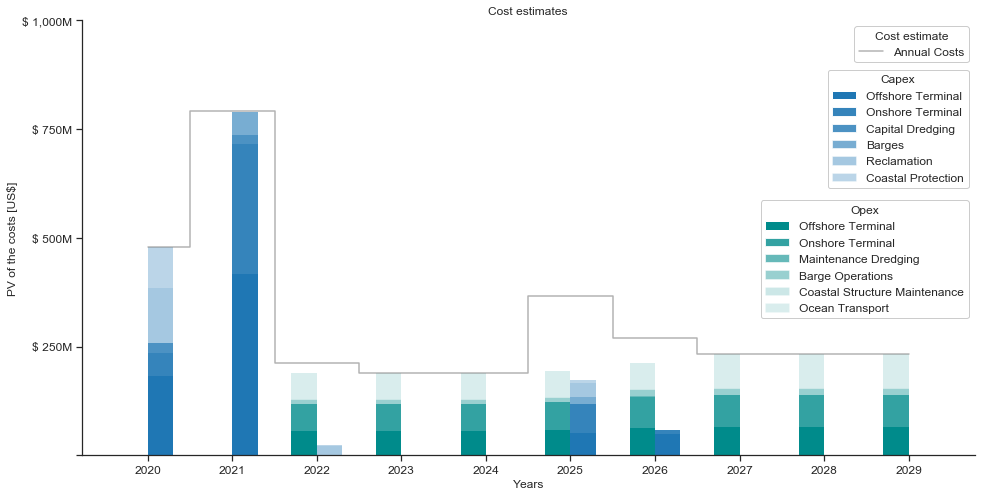 Cost estimates
$ 1,000M
$ 750M
$ 500M
$ 250M
PV of the costs [US$]
Cost estimate
Annual Costs
Capex
Offshore Terminal
Onshore Terminal
Capital Dredging
Barges
Reclamation
Coastal Protection
Opex
Offshore Terminal
Onshore Terminal
Maintenance Dredging
Barge Operations
Coastal Structure Maintenance
Ocean Transport
2020 2021 2022 2023 2024 2025 2026 2027 2028 2029
Years